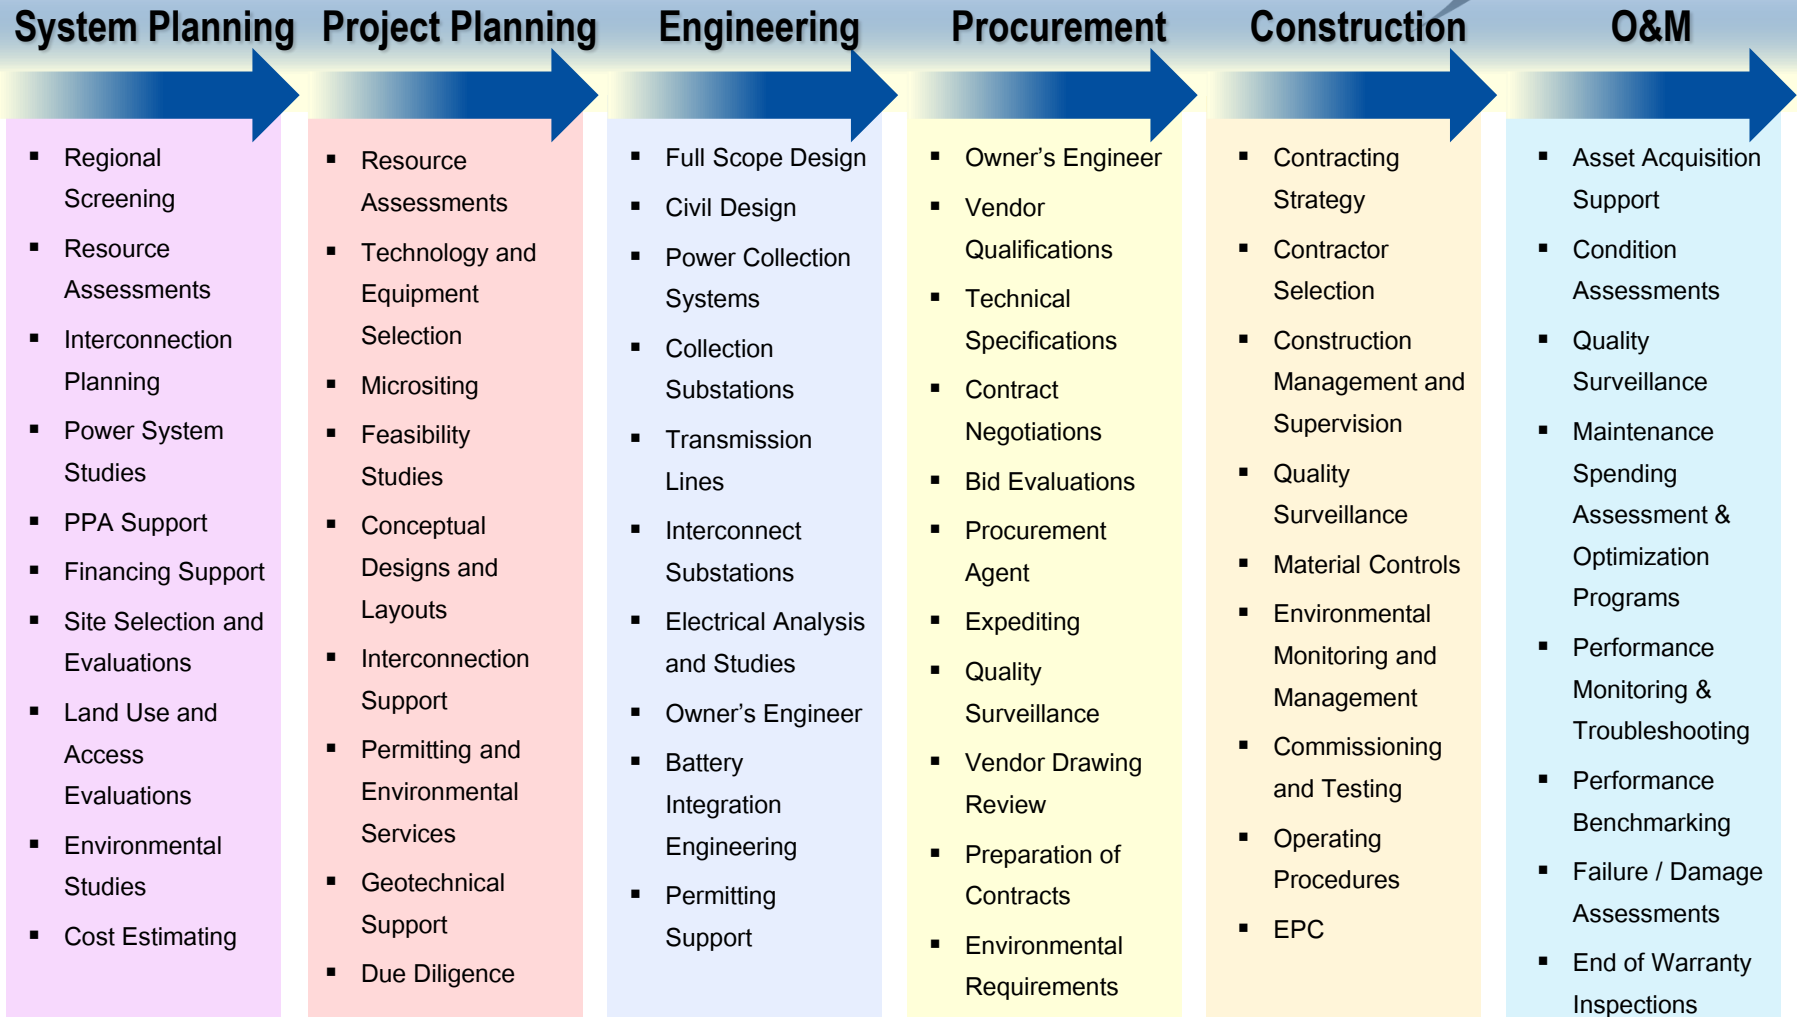 System Planning
Project Planning
Engineering
Procurement
Construction
O&M
▪ Regional
Screening
▪ Resource
Assessments
▪ Interconnection
Planning
▪ Power System
Studies
▪ PPA Support
▪ Financing Support
▪ Site Selection and
Evaluations
▪ Land Use and
Access
Evaluations
▪ Environmental
Studies
▪ Cost Estimating
▪ Resource
Assessments
▪ Technology and
Equipment
Selection
▪ Micrositing
▪ Feasibility
Studies
▪ Conceptual
Designs and
Layouts
▪ Interconnection
Support
▪ Permitting and
Environmental
Services
▪ Geotechnical
Support
▪ Due Diligence
▪ Full Scope Design
▪ Civil Design
▪ Power Collection
Systems
▪ Collection
Substations
▪ Transmission
Lines
▪ Interconnect
Substations
▪ Electrical Analysis
and Studies
▪ Owner’s Engineer
▪ Battery
Integration
Engineering
▪ Permitting
Support
▪ Owner’s Engineer
▪ Vendor
Qualifications
▪ Technical
Specifications
▪ Contract
Negotiations
▪ Bid Evaluations
▪ Procurement
Agent
▪ Expediting
▪ Quality
Surveillance
▪ Vendor Drawing
Review
▪ Preparation of
Contracts
▪ Environmental
Requirements
▪ Contracting
Strategy
▪ Contractor
Selection
▪ Construction
Management and
Supervision
▪ Quality
Surveillance
▪ Material Controls
▪ Environmental
Monitoring and
Management
▪ Commissioning
and Testing
▪ Operating
Procedures
▪ EPC
▪ Asset Acquisition
Support
▪ Condition
Assessments
▪ Quality
Surveillance
▪ Maintenance
Spending
Assessment &
Optimization
Programs
▪ Performance
Monitoring &
Troubleshooting
▪ Performance
Benchmarking
▪ Failure / Damage
Assessments
▪ End of Warranty
Inspections